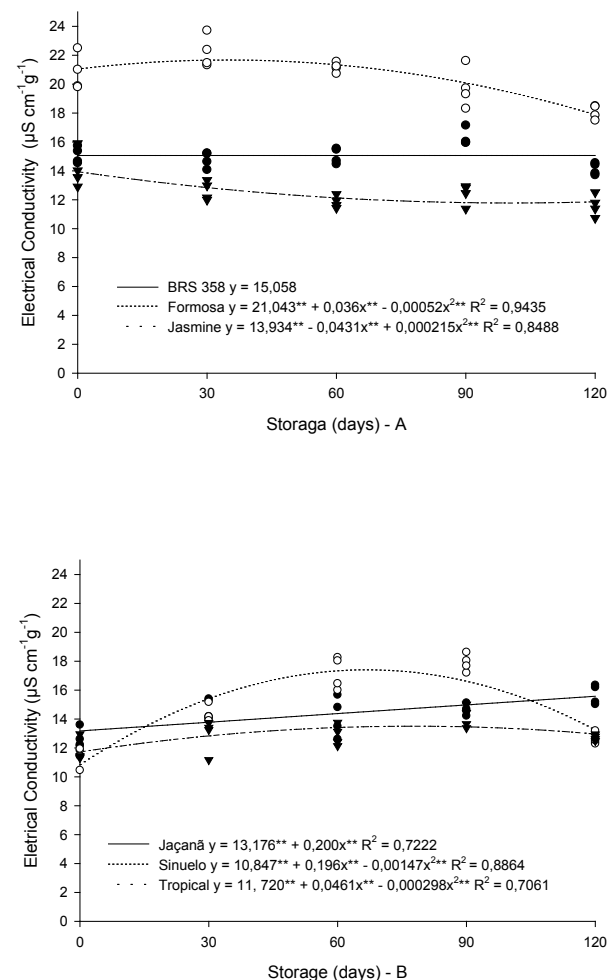 24
22
20
18
16
14
12
10
8
6
4
2
0
Electrical Conductivity (µS cm⁻¹g⁻¹)
BRS 358 y = 15,058
Formosa y = 21,043** + 0,036x** - 0,00052x²** R² = 0,9435
Jasmine y = 13,934** - 0,0431x** + 0,000215x²** R² = 0,8488
0 30 60 90 120
Storaga (days) - A
24
22
20
18
16
14
12
10
8
6
4
2
0
Eletrical Conductivity (µS cm⁻¹g⁻¹)
Jaçanã y = 13,176** + 0,200x** R² = 0,7222
Sinuelo y = 10,847** + 0,196x** - 0,00147x²** R² = 0,8864
Tropical y = 11, 720** + 0,0461x** - 0,000298x²** R² = 0,7061
0 30 60 90 120
Storage (days) - B